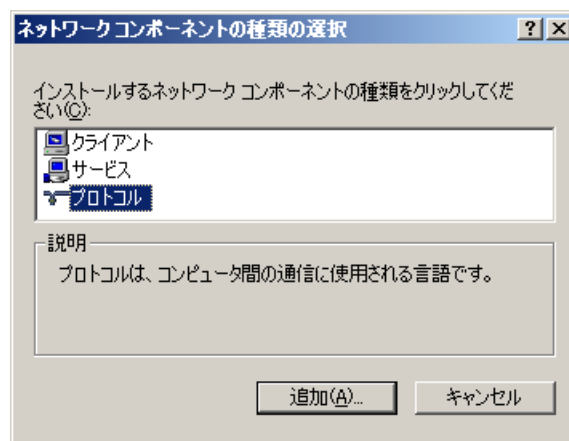 ネットワーク コンポーネントの種類の選択
インストールするネットワーク コンポーネントの種類をクリックしてくだ
さい(C):
クライアント
サービス
プロトコル
説明
プロトコルは、コンピュータ間の通信に使用される言語です。
追加(A)...
キャンセル